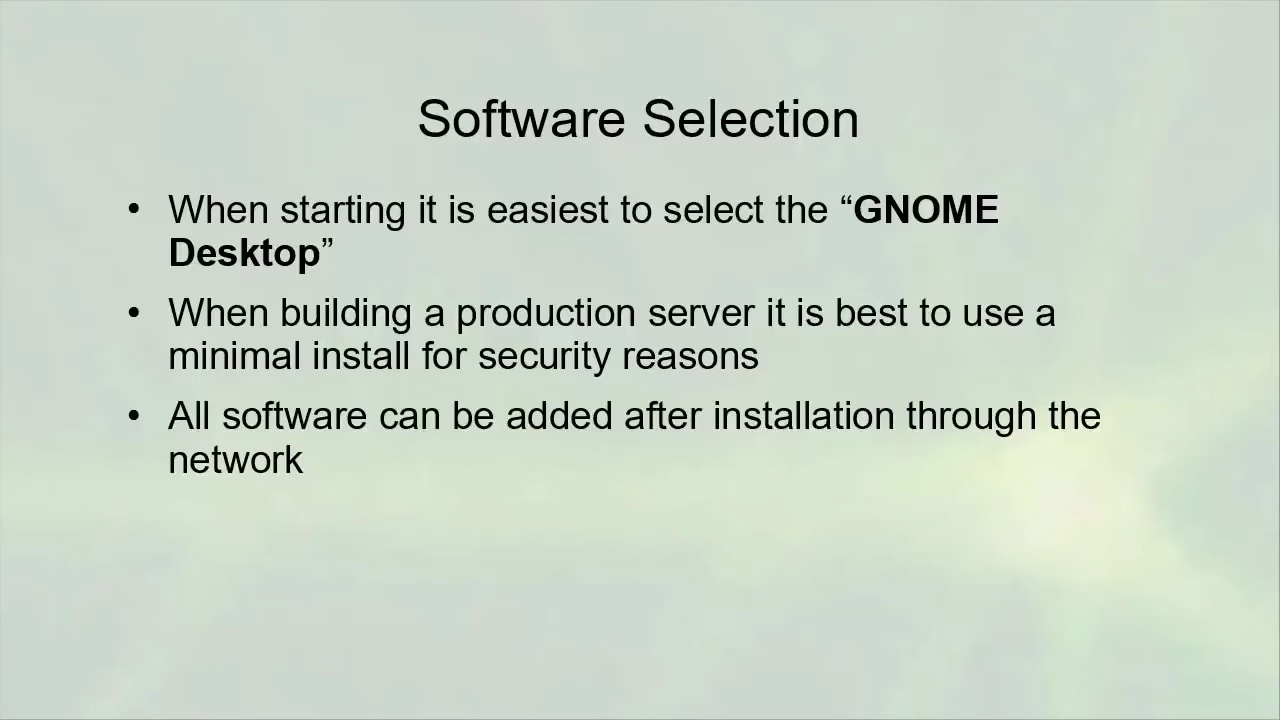 Software Selection
• When starting it is easiest to select the “GNOME
Desktop”
• When building a production server it is best to use a
minimal install for security reasons
• All software can be added after installation through the
network